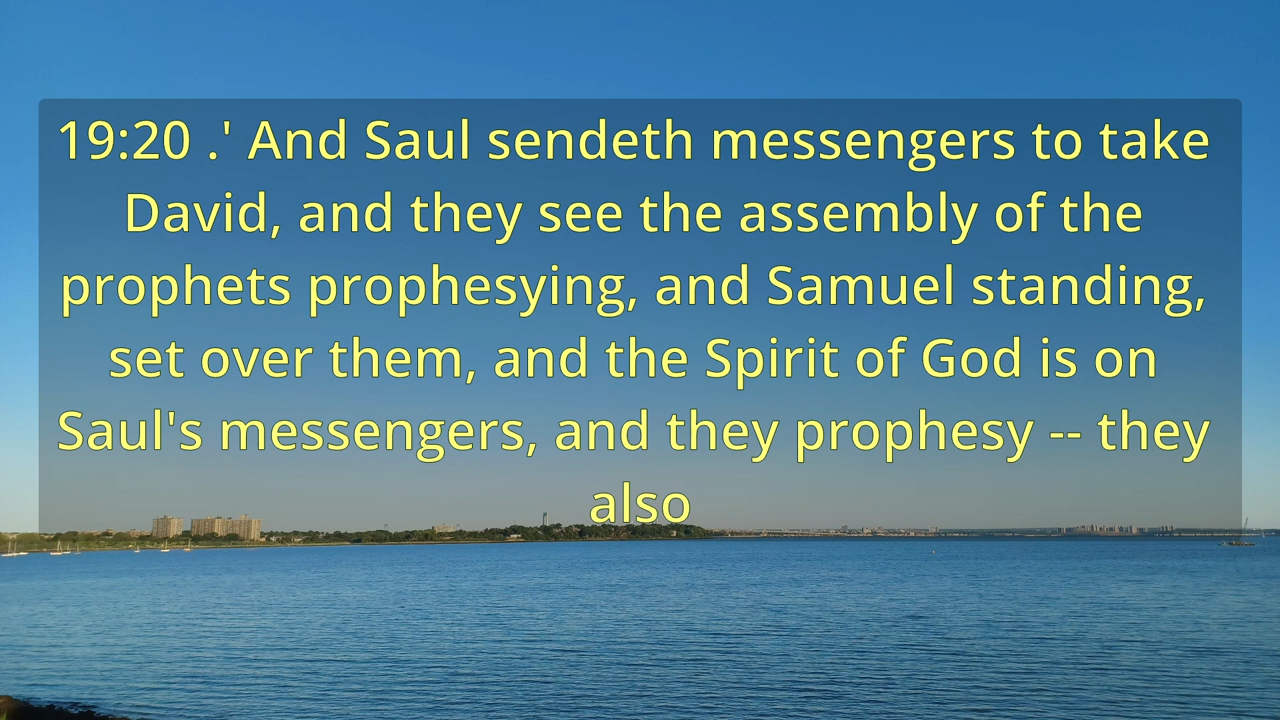 19:20 .' And Saul sendeth messengers to take
David, and they see the assembly of the
prophets prophesying, and Samuel standing,
set over them, and the Spirit of God is on
Saul's messengers, and they prophesy -- they
also